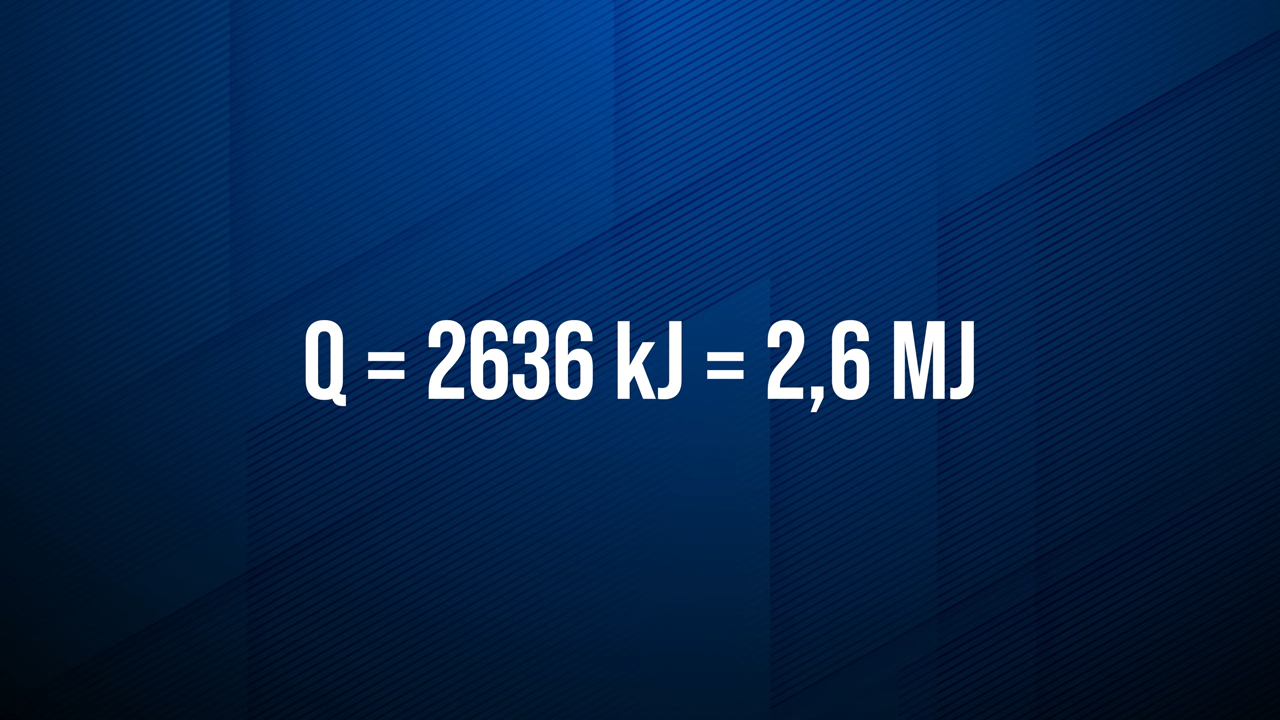 Q = 2636 kJ = 2,6 MJ